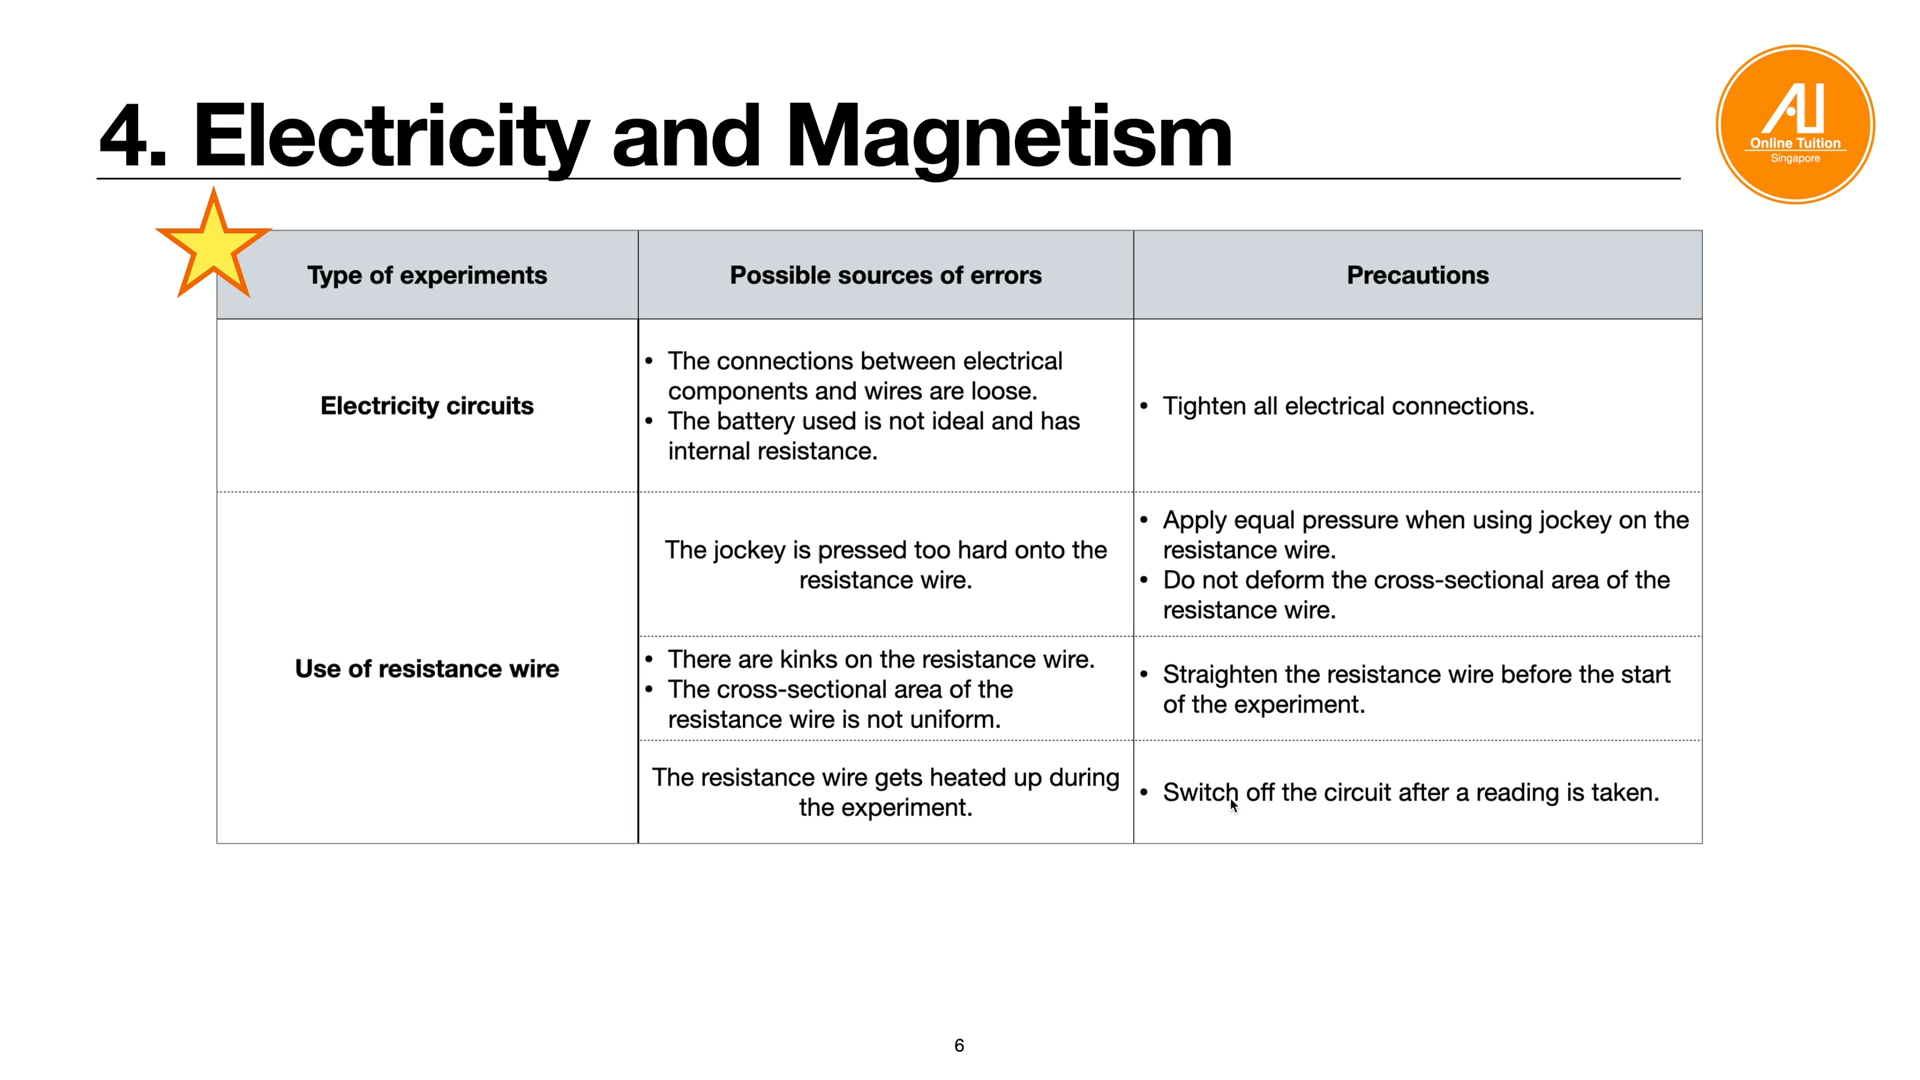 4. Electricity and Magnetism
AU
Online Tuition
Singapore
Type of experiments
Possible sources of errors
Precautions
Electricity circuits
• The connections between electrical
components and wires are loose.
• The battery used is not ideal and has
internal resistance.
• Tighten all electrical connections.
Use of resistance wire
The jockey is pressed too hard onto the
resistance wire.
• Apply equal pressure when using jockey on the
resistance wire.
• Do not deform the cross-sectional area of the
resistance wire.
• There are kinks on the resistance wire.
• The cross-sectional area of the
resistance wire is not uniform.
• Straighten the resistance wire before the start
of the experiment.
The resistance wire gets heated up during
the experiment.
• Switch off the circuit after a reading is taken.
6